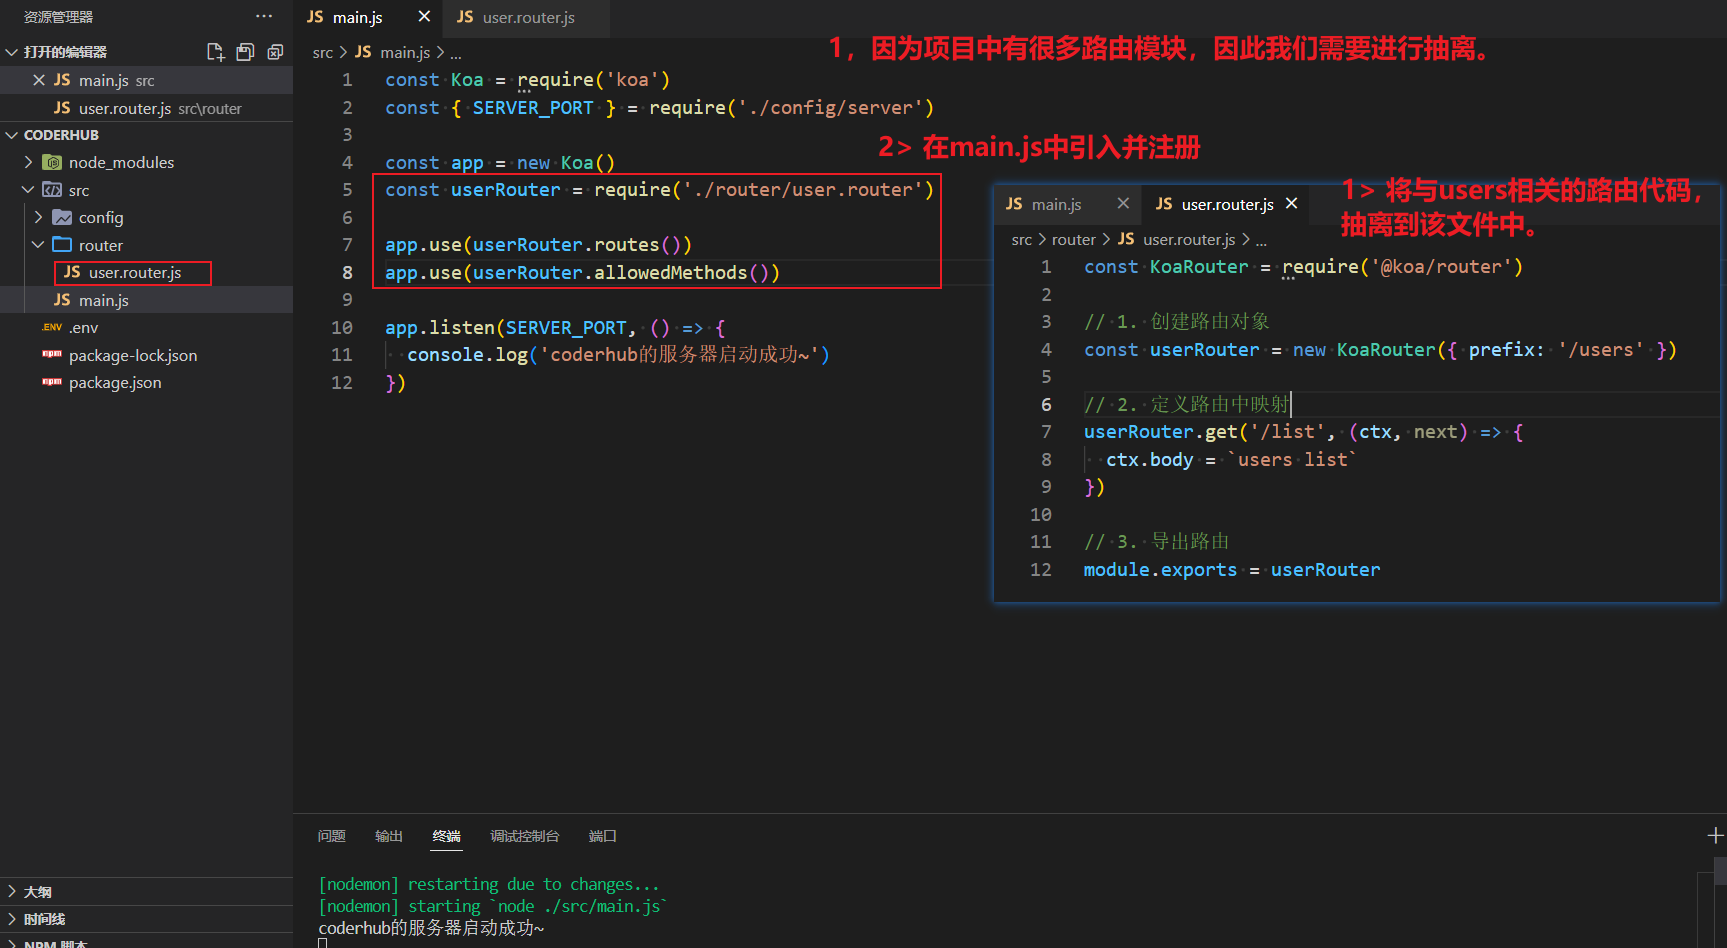 资源管理器
打开的编辑器
JS main.js src
JS user.router.js src\router
CODERHUB
node_modules
src
config
router
JS user.router.js
JS main.js
.ENV .env
npm package-lock.json
npm package.json
大纲
时间线
NPM 脚本
JS main.js
JS user.router.js
src > JS main.js > ...
1，因为项目中有很多路由模块，因此我们需要进行抽离。
1 const Koa = require('koa')
2 const { SERVER_PORT } = require('./config/server')
3
2> 在main.js中引入并注册
4 const app = new Koa()
5 const userRouter = require('./router/user.router')
6
7 app.use(userRouter.routes())
8 app.use(userRouter.allowedMethods())
9
10 app.listen(SERVER_PORT, () => {
11 console.log('coderhub的服务器启动成功~')
12 })
1> 将与users相关的路由代码，
抽离到该文件中。
JS main.js
JS user.router.js
src > router > JS user.router.js > ...
1 const KoaRouter = require('@koa/router')
2
3 // 1. 创建路由对象
4 const userRouter = new KoaRouter({ prefix: '/users' })
5
6 // 2. 定义路由中映射
7 userRouter.get('/list', (ctx, next) => {
8 ctx.body = `users list`
9 })
10
11 // 3. 导出路由
12 module.exports = userRouter
问题 输出 终端 调试控制台 端口
[nodemon] restarting due to changes...
[nodemon] starting `node ./src/main.js`
coderhub的服务器启动成功~